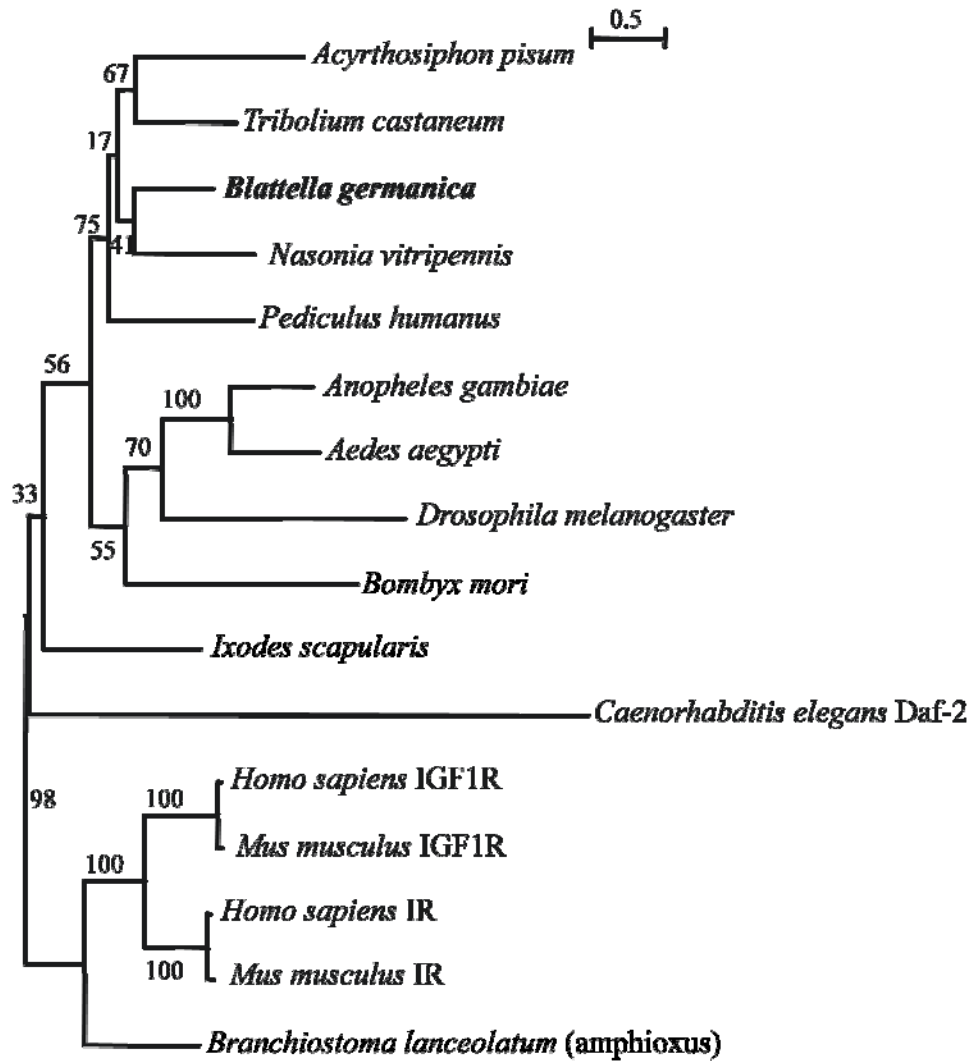 0.5
Acyrthosiphon pisum
67
Tribolium castaneum
17
Blattella germanica
75
41
Nasonia vitripennis
Pediculus humanus
56
Anopheles gambiae
100
Aedes aegypti
70
33
Drosophila melanogaster
55
Bombyx mori
Ixodes scapularis
Caenorhabditis elegans Daf-2
Homo sapiens IGF1R
98
100
Mus musculus IGF1R
100
Homo sapiens IR
100
Mus musculus IR
Branchiostoma lanceolatum (amphioxus)